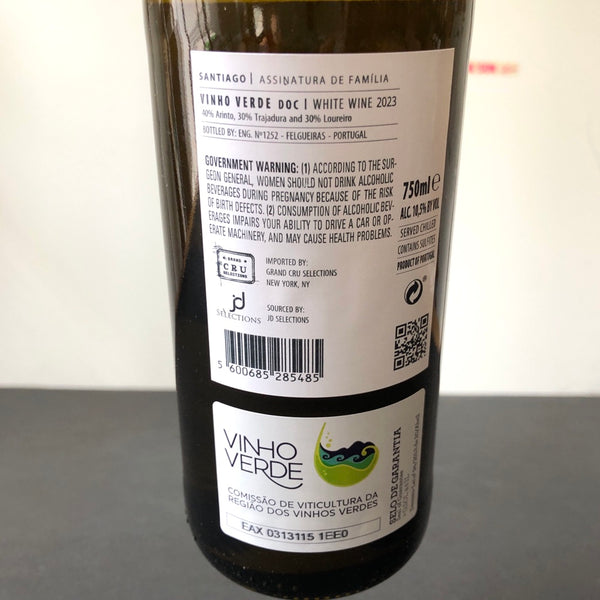 SANTIAGO | ASSINATURA DE FAMÍLIA
VINHO VERDE DOC | WHITE WINE 2023
40% Arinto, 30% Trajadura and 30% Loureiro
BOTTLED BY: ENG. Nº1252 - FELGUEIRAS - PORTUGAL
GOVERNMENT WARNING: (1) ACCORDING TO THE SUR-
GEON GENERAL, WOMEN SHOULD NOT DRINK ALCOHOLIC
BEVERAGES DURING PREGNANCY BECAUSE OF THE RISK
OF BIRTH DEFECTS. (2) CONSUMPTION OF ALCOHOLIC BEV-
ERAGES IMPAIRS YOUR ABILITY TO DRIVE A CAR OR OP-
ERATE MACHINERY, AND MAY CAUSE HEALTH PROBLEMS.
750ml e
ALC. 10,5% BY VOL.
SERVED CHILLED
CONTAINS SULFITES
PRODUCT OF PORTUGAL
GRAND
CRU
SELECTIONS
IMPORTED BY:
GRAND CRU SELECTIONS
NEW YORK, NY
jd
SELECTIONS
SOURCED BY:
JD SELECTIONS
5 600685 285485
VINHO
VERDE
COMISSÃO DE VITICULTURA DA
REGIÃO DOS VINHOS VERDES
EAX 0313115 1EE0
SELO DE GARANTIA